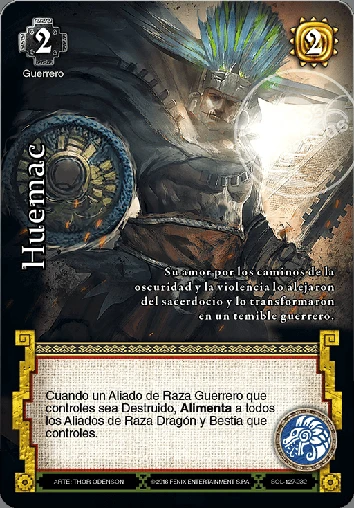 2
2
Guerrero
Huemac
Su amor por los caminos de la
oscuridad y la violencia lo alejaron
del sacerdocio y lo transformaron
en un temible guerrero.
Cuando un Aliado de Raza Guerrero que
controles sea Destruido, Alimenta a todos
los Aliados de Raza Dragón y Bestia que
controles.
ARTE: THOR ODENSON
©2018 FENIX ENTERTAINMENT S.P.A.